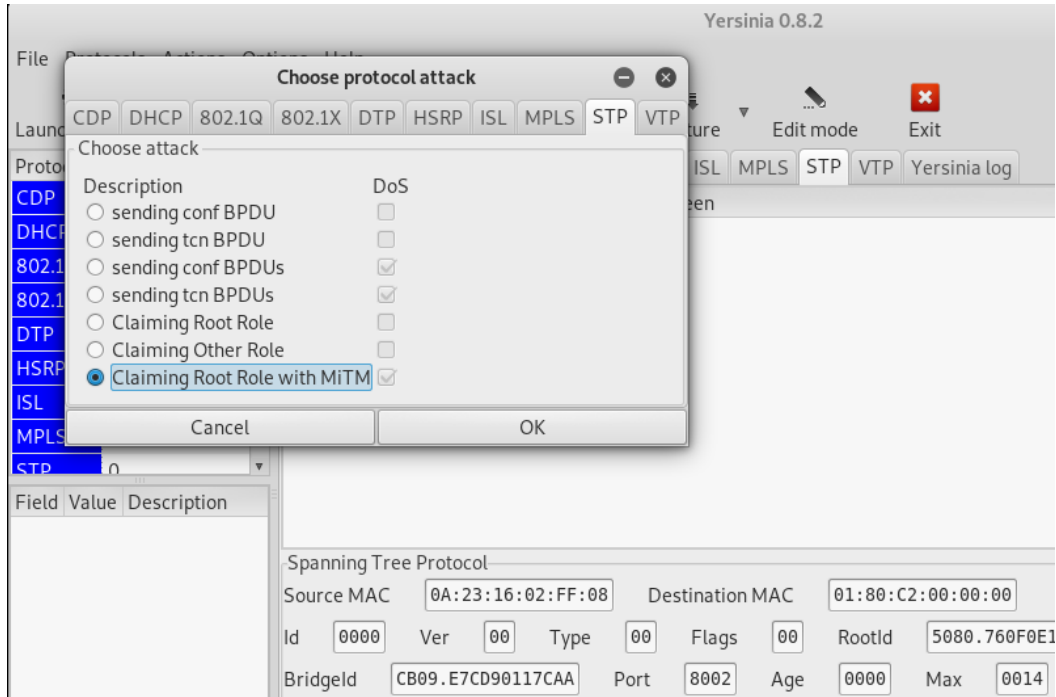 Yersinia 0.8.2
File
Choose protocol attack
CDP DHCP 802.1Q 802.1X DTP HSRP ISL MPLS STP VTP
Edit mode Exit
Choose attack
ISL MPLS STP VTP Yersinia log
Description DoS
CDP
sending conf BPDU
sending tcn BPDU
sending conf BPDUs
sending tcn BPDUs
DTP
Claiming Root Role
Claiming Other Role
HSRP
Claiming Root Role with MiTM
ISL
Cancel OK
MPLS
STP 0
Field Value Description
Spanning Tree Protocol
Source MAC 0A:23:16:02:FF:08 Destination MAC 01:80:C2:00:00:00
Id 0000 Ver 00 Type 00 Flags 00 RootId 5080.760F0E1
BridgeId CB09.E7CD90117CAA Port 8002 Age 0000 Max 0014